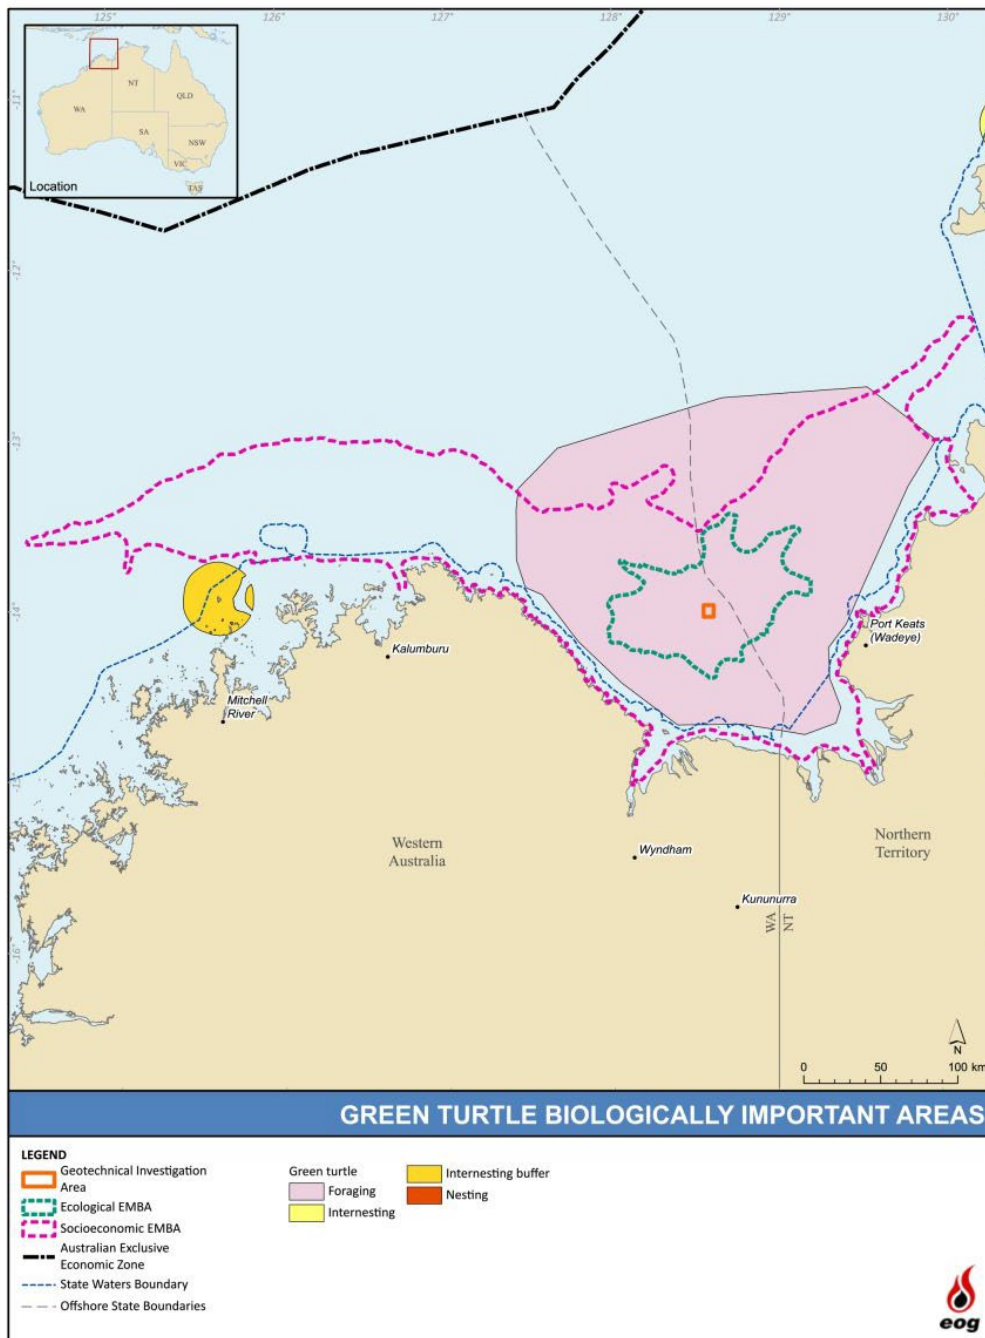 125°
126°
127°
128°
129°
130°
-11°
-12°
-13°
-14°
-16°
WA
NT
QLD
SA
NSW
VIC
TAS
Location
Kalumburu
Mitchell
River
Port Keats
(Wadeye)
Western
Australia
Northern
Territory
Wyndham
Kununurra
WA
NT
N
0 50 100 km
GREEN TURTLE BIOLOGICALLY IMPORTANT AREAS
LEGEND
Geotechnical Investigation
Area
Ecological EMBA
Socioeconomic EMBA
Australian Exclusive
Economic Zone
State Waters Boundary
Offshore State Boundaries
Green turtle
Foraging
Internesting
Internesting buffer
Nesting
eog